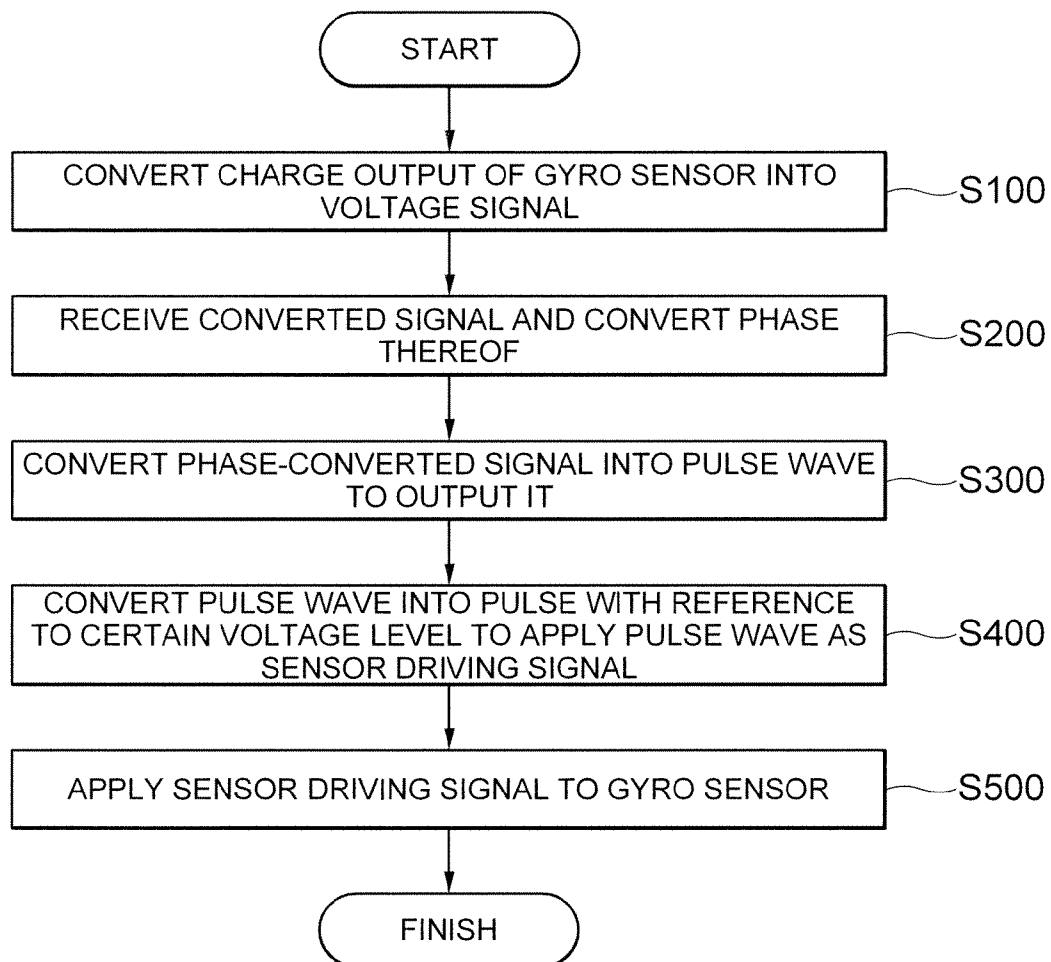 START
CONVERT CHARGE OUTPUT OF GYRO SENSOR INTO
VOLTAGE SIGNAL
S100
RECEIVE CONVERTED SIGNAL AND CONVERT PHASE
THEREOF
S200
CONVERT PHASE-CONVERTED SIGNAL INTO PULSE WAVE
TO OUTPUT IT
S300
CONVERT PULSE WAVE INTO PULSE WITH REFERENCE
TO CERTAIN VOLTAGE LEVEL TO APPLY PULSE WAVE AS
SENSOR DRIVING SIGNAL
S400
APPLY SENSOR DRIVING SIGNAL TO GYRO SENSOR
S500
FINISH